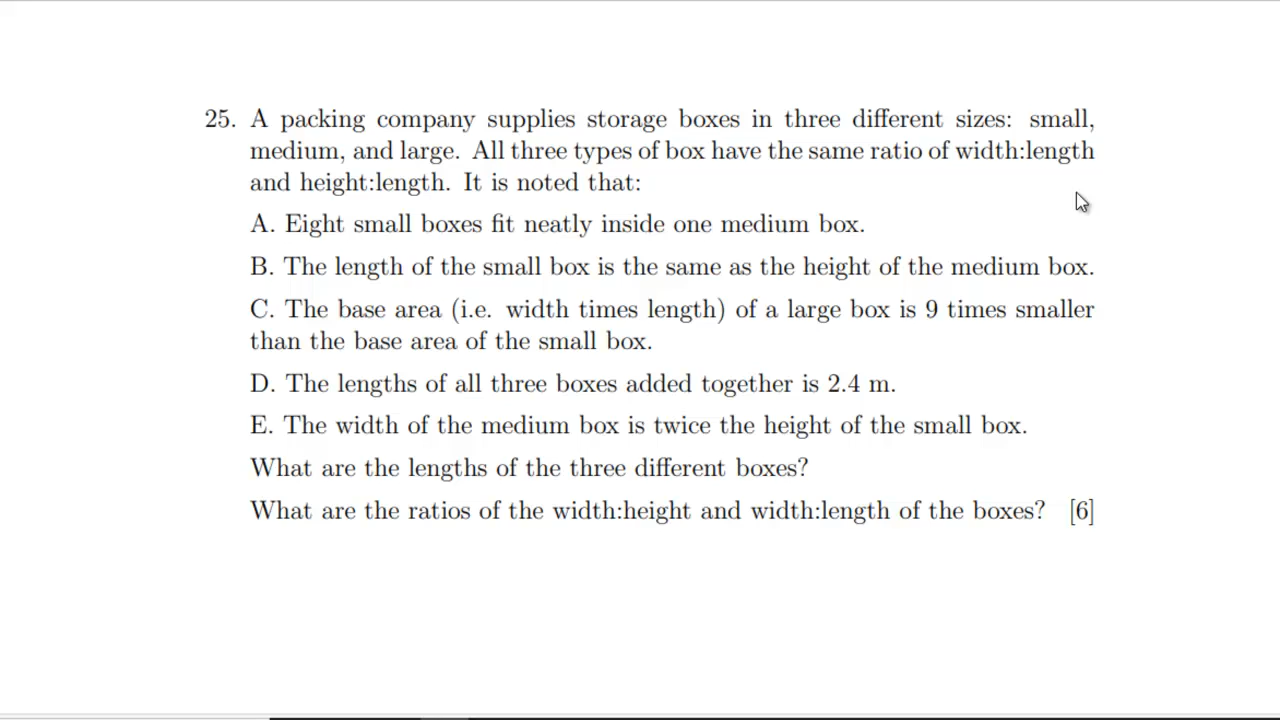 25. A packing company supplies storage boxes in three different sizes: small,
medium, and large. All three types of box have the same ratio of width:length
and height:length. It is noted that:
A. Eight small boxes fit neatly inside one medium box.
B. The length of the small box is the same as the height of the medium box.
C. The base area (i.e. width times length) of a large box is 9 times smaller
than the base area of the small box.
D. The lengths of all three boxes added together is 2.4 m.
E. The width of the medium box is twice the height of the small box.
What are the lengths of the three different boxes?
What are the ratios of the width:height and width:length of the boxes? [6]